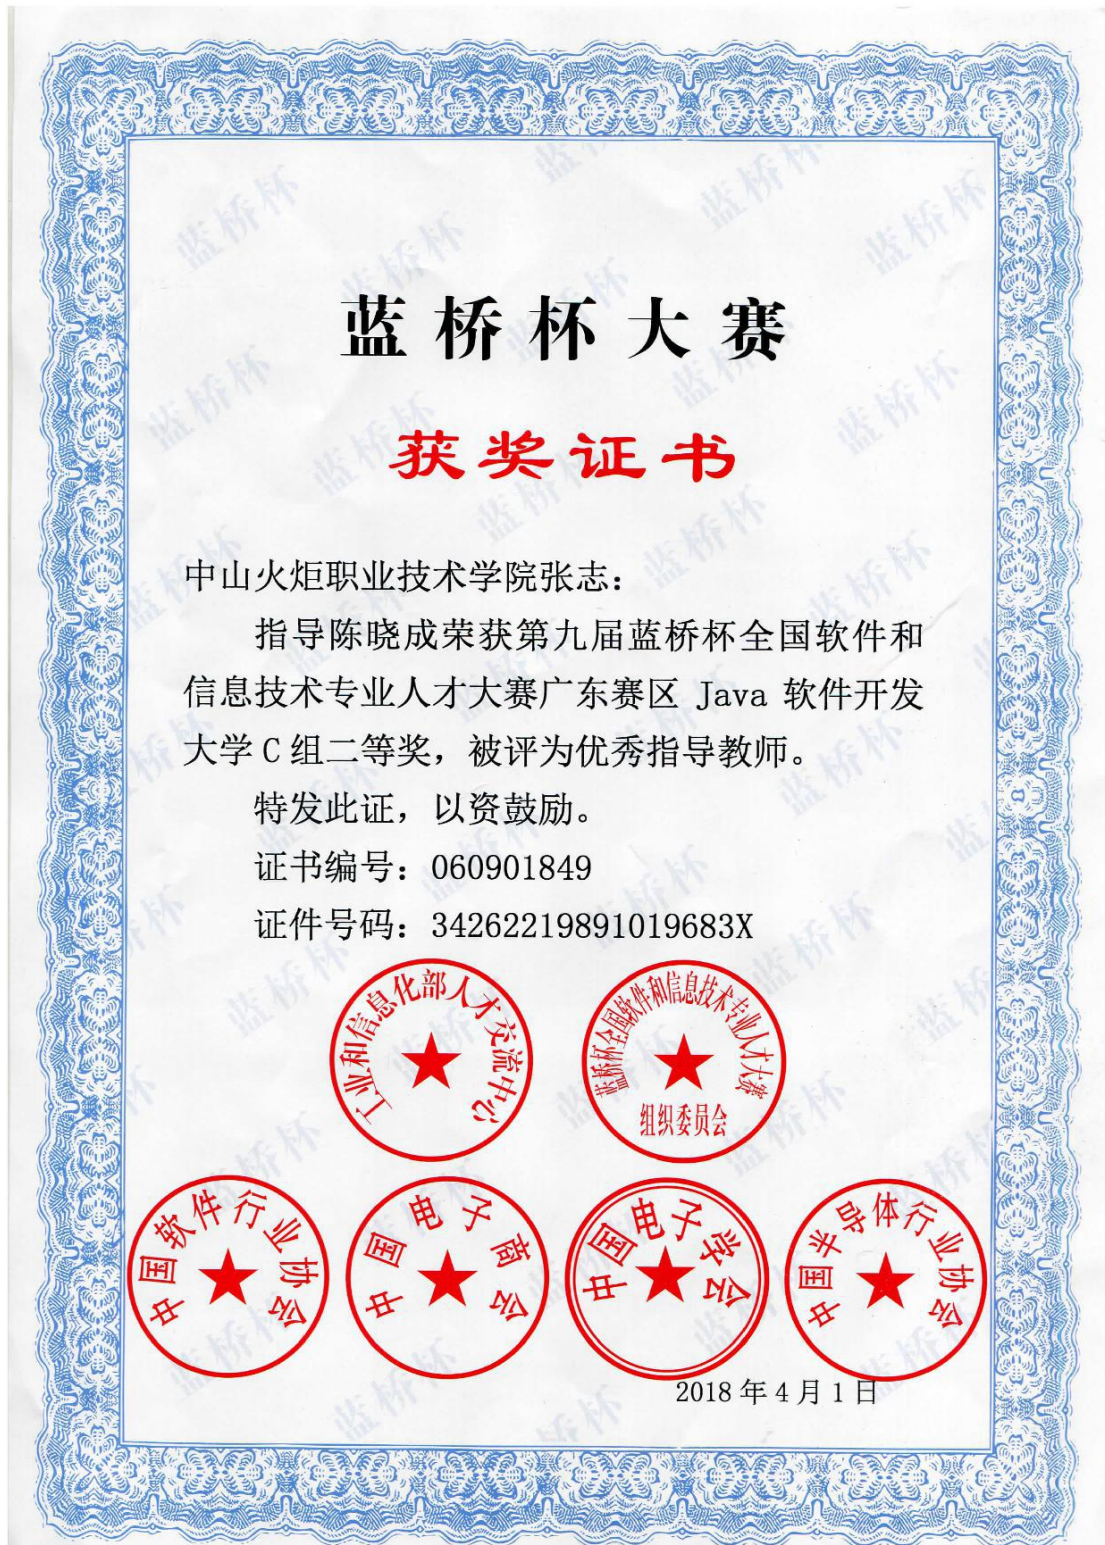 蓝桥杯大赛
获奖证书
中山火炬职业技术学院张志：
指导陈晓成荣获第九届蓝桥杯全国软件和
信息技术专业人才大赛广东赛区 Java 软件开发
大学 C 组二等奖，被评为优秀指导教师。
特发此证，以资鼓励。
证书编号：060901849
证件号码：34262219891019683X
工业和信息化部人才交流中心
蓝桥杯全国软件和信息技术专业人才大赛
组织委员会
中国软件行业协会
中国电子商会
中国电子学会
中国半导体行业协会
2018 年 4 月 1 日